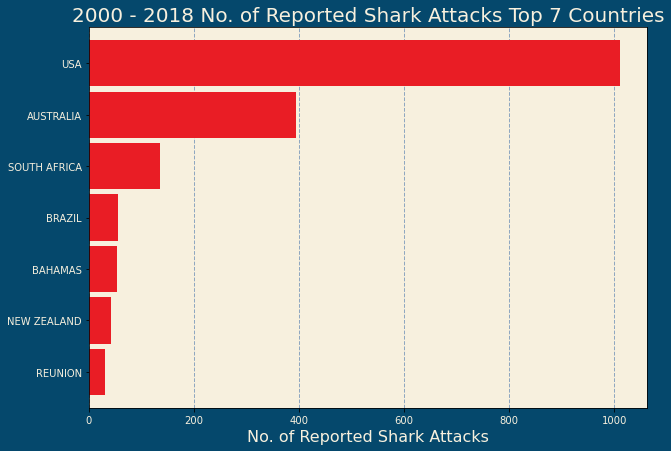 2000 - 2018 No. of Reported Shark Attacks Top 7 Countries
USA
AUSTRALIA
SOUTH AFRICA
BRAZIL
BAHAMAS
NEW ZEALAND
REUNION
0 200 400 600 800 1000
No. of Reported Shark Attacks